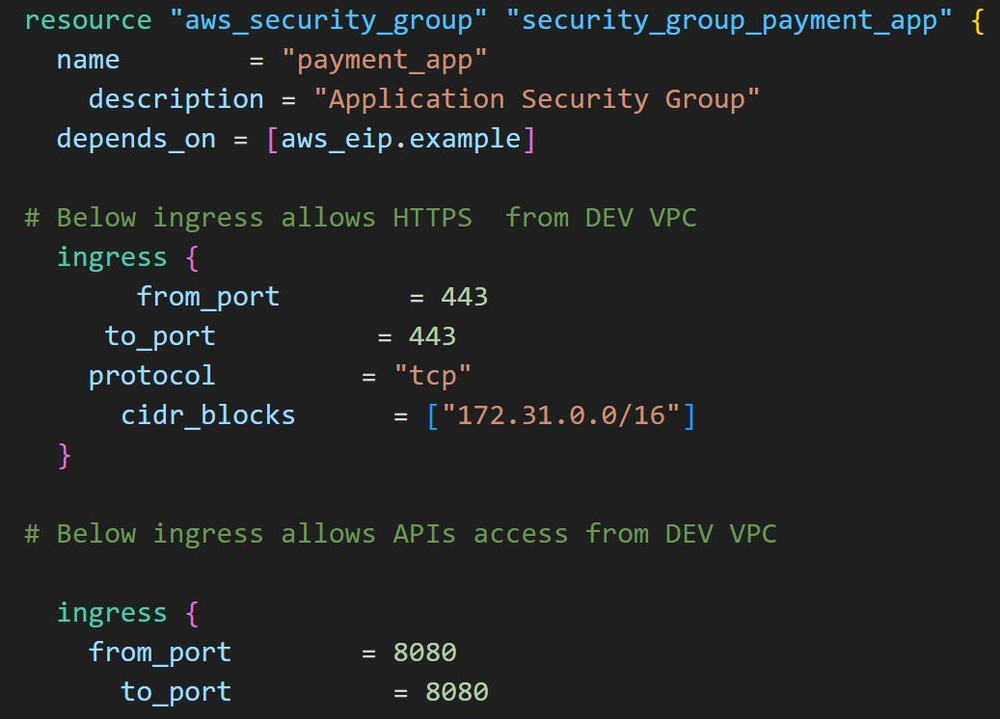 resource "aws_security_group" "security_group_payment_app" {
  name        = "payment_app"
    description = "Application Security Group"
  depends_on = [aws_eip.example]

# Below ingress allows HTTPS  from DEV VPC
  ingress {
       from_port        = 443
     to_port          = 443
    protocol         = "tcp"
      cidr_blocks      = ["172.31.0.0/16"]
  }

# Below ingress allows APIs access from DEV VPC

  ingress {
    from_port        = 8080
      to_port          = 8080